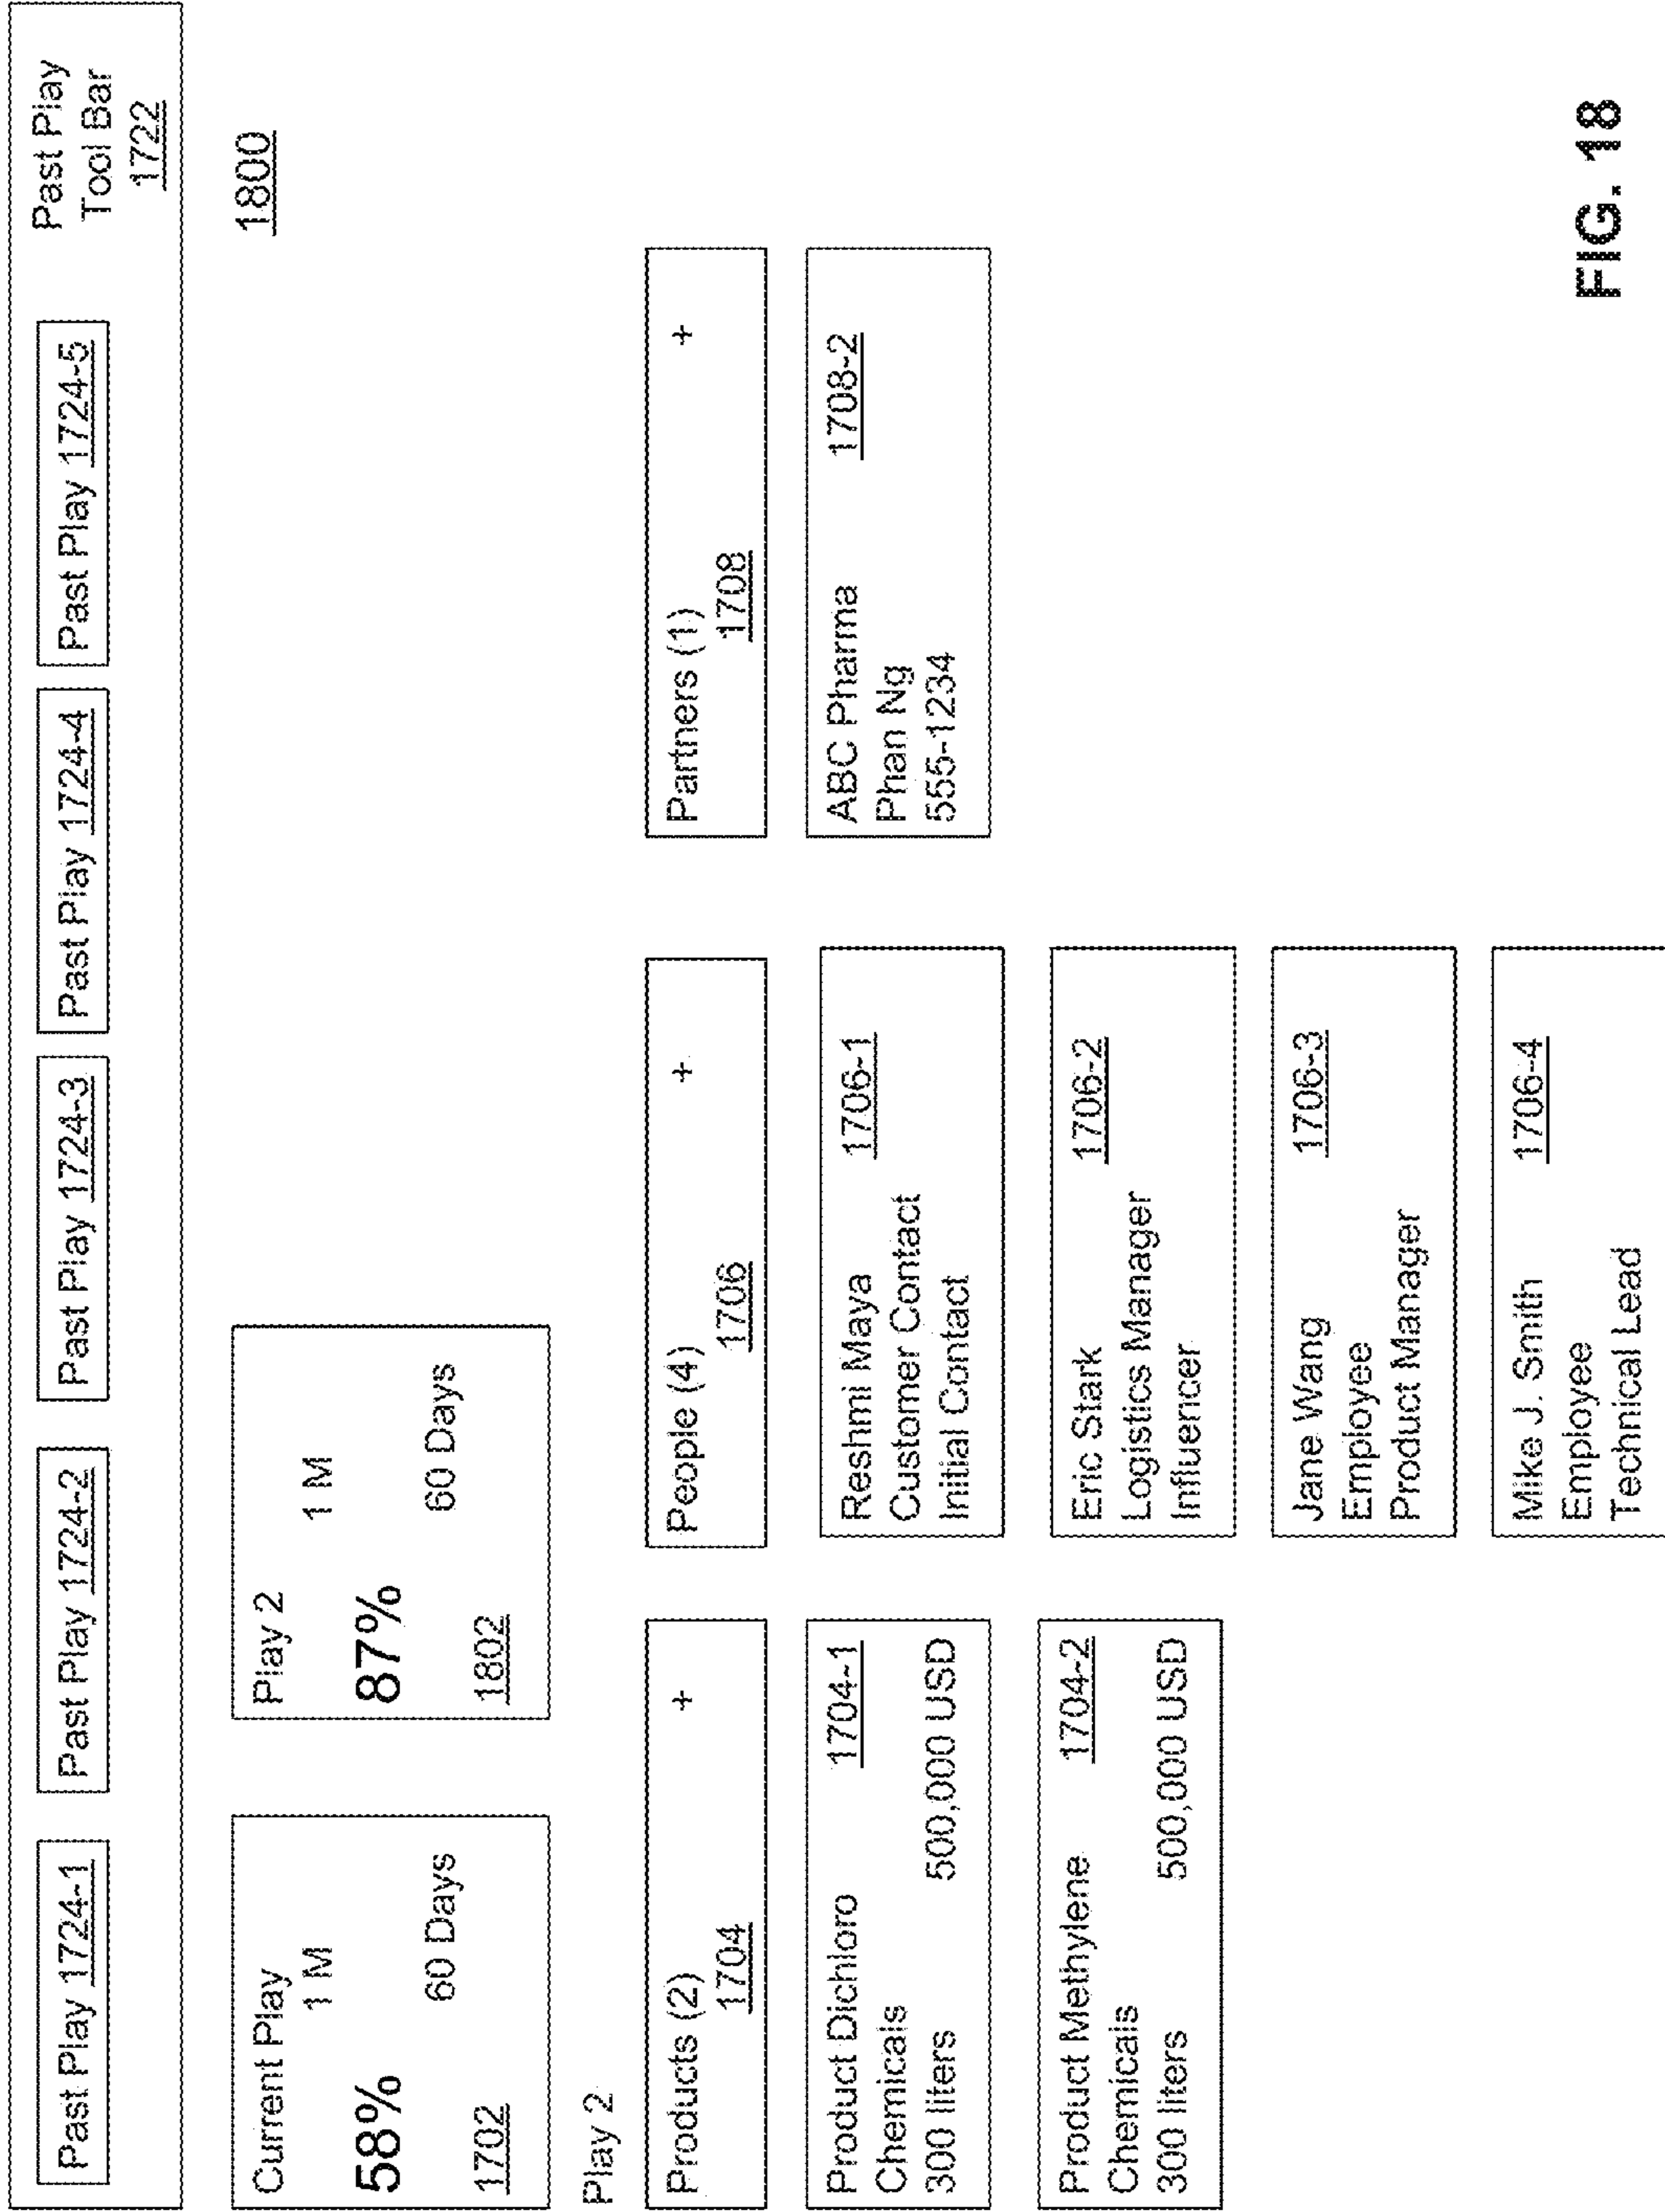 Past Play 1724-1
Past Play 1724-2
Past Play 1724-3
Past Play 1724-4
Past Play 1724-5
Past Play
Tool Bar
1722
1800
Current Play
1 M
58%
60 Days
1702
Play 2
1 M
87%
60 Days
1802
Play 2
Products (2) +
1704
Product Dichloro 1704-1
Chemicals
300 liters 500,000 USD
Product Methylene 1704-2
Chemicals
300 liters 500,000 USD
People (4) +
1706
Reshmi Maya 1706-1
Customer Contact
Initial Contact
Eric Stark 1706-2
Logistics Manager
Influencer
Jane Wang 1706-3
Employee
Product Manager
Mike J. Smith 1706-4
Employee
Technical Lead
Partners (1) +
1708
ABC Pharma 1708-2
Phan Ng
555-1234
FIG. 18